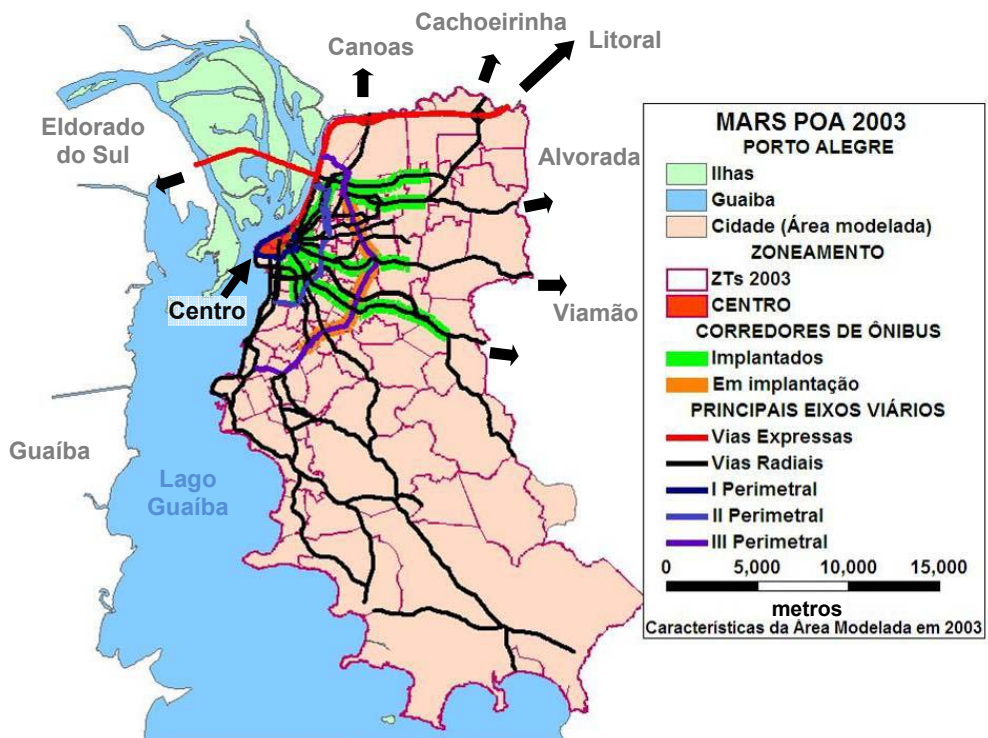 Cachoeirinha
Canoas
Litoral
Eldorado
do Sul
Alvorada
Centro
Viamão
Guaíba
Lago
Guaíba
MARS POA 2003
PORTO ALEGRE
Ilhas
Guaiba
Cidade (Área modelada)
ZONEAMENTO
ZTs 2003
CENTRO
CORREDORES DE ÔNIBUS
Implantados
Em implantação
PRINCIPAIS EIXOS VIÁRIOS
Vias Expressas
Vias Radiais
I Perimetral
II Perimetral
III Perimetral
0 5,000 10,000 15,000
metros
Características da Área Modelada em 2003